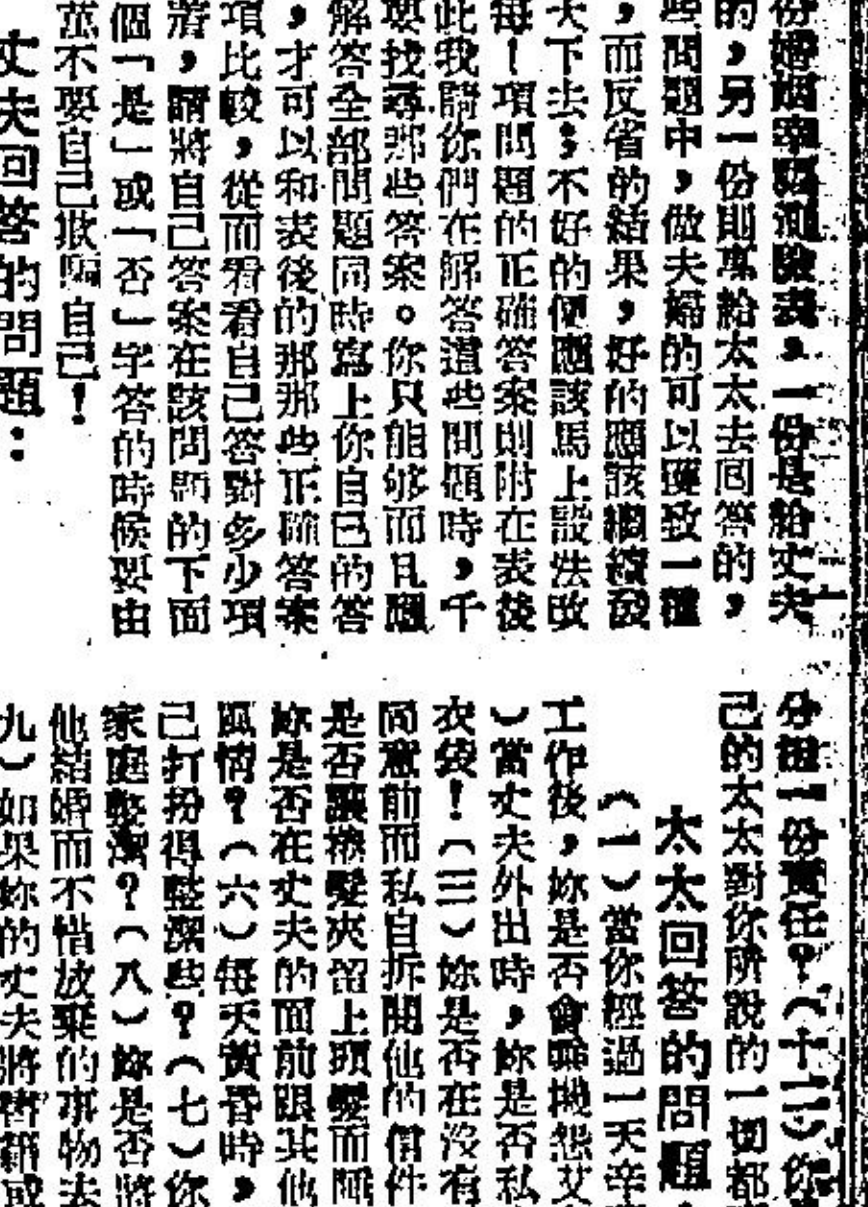 份婚姻幸福測驗表，一份是給丈夫
的，另一份則專給太太去回答的，
些問題中，做夫婦的可以獲致一種
，而反省的結果，好的應該繼續設
大下去；不好的便應該馬上設法改
每！項問題的正確答案則附在表後
此我請你們在解答這些問題時，千
要找尋那些答案。你只能够而且應
解答全部問題同時寫上你自己的答
，才可以和表後的那那些正確答案
項比較，從而看看自己答對多少項
，請將自己答案在該問題的下面
個「是」或「否」字答的時候要由
萬不要自己欺騙自己！
丈夫回答的問題：
分擔一份責任？（十二）你
己的太太對你所說的一切都
太太回答的問題
（一）當你經過一天辛
工作後，妳是否會怨艾
）當丈夫外出時，妳是否私
衣袋！（三）妳是否在沒有
同意前而私自拆開他的信件
是否讓捲髮夾留上頭髮而
妳是否在丈夫的面前跟其他
風情？（六）每天黃昏時，
己打扮得整潔些？（七）你
家庭整潔？（八）妳是否將
他結婚而不惜放棄的事物去
九）如果妳的丈夫將書籍或